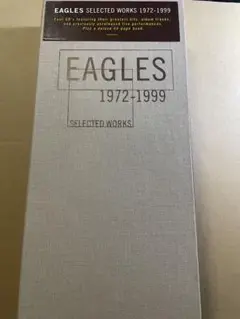 EAGLES SELECTED WORKS 1972-1999
Four CD's featuring their greatest hits, album tracks,
and previously unreleased live performances.
Plus a deluxe 44 page book.
EAGLES
1972-1999
SELECTED WORKS